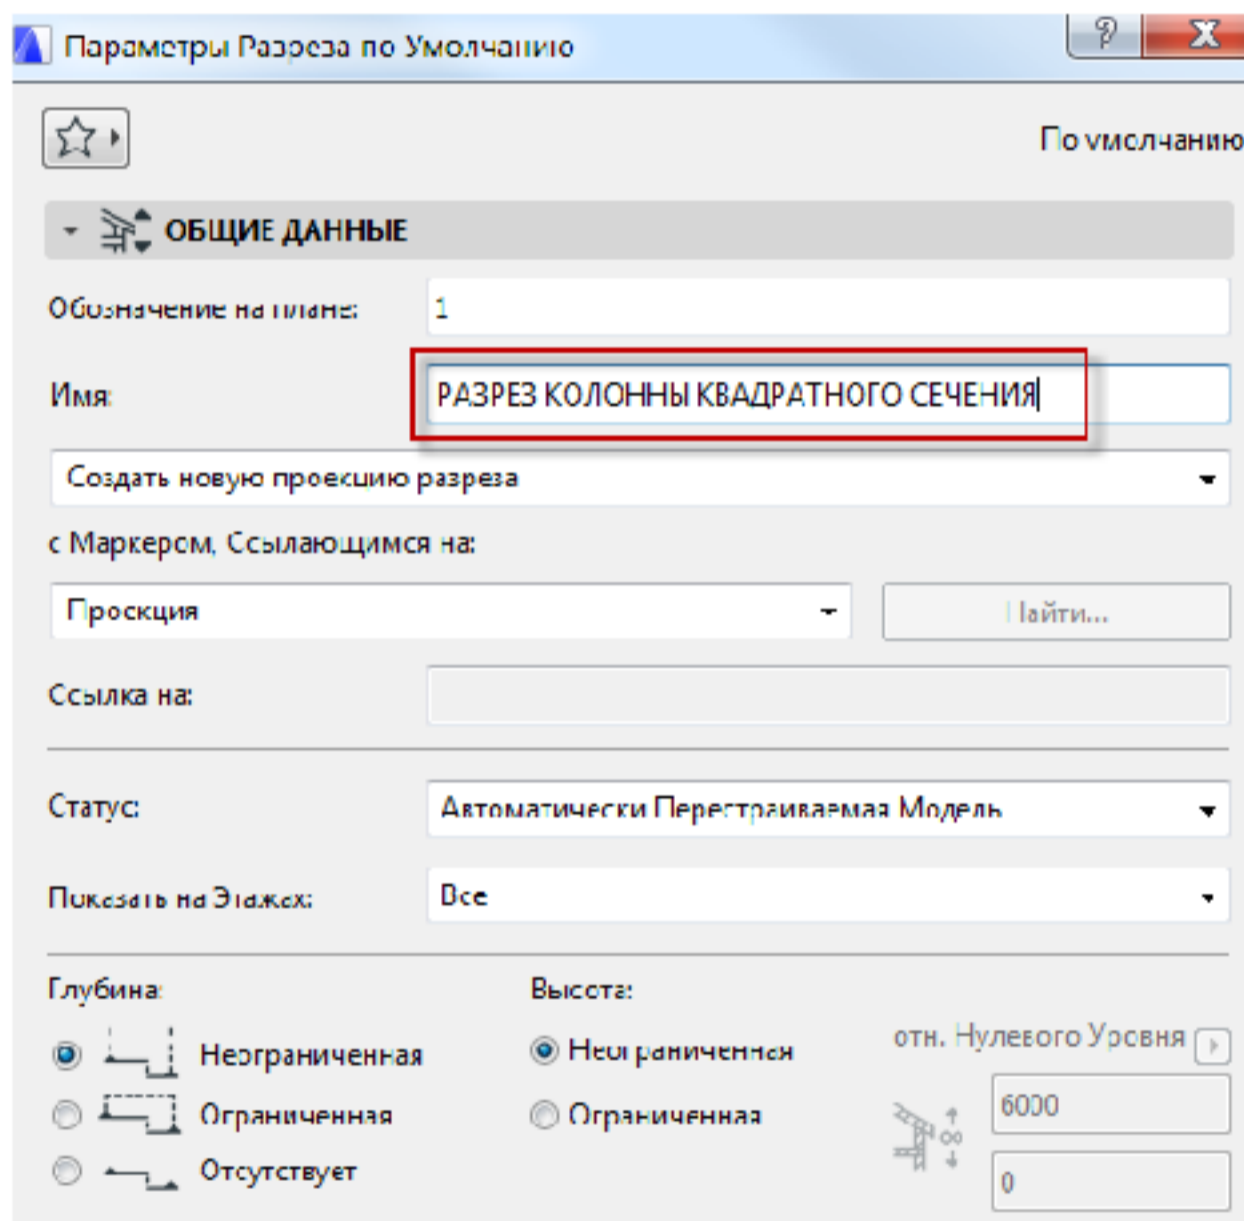 Параметры Разреза по Умолчанию
По умолчанию
ОБЩИЕ ДАННЫЕ
Обозначение на плане: 1
Имя: РАЗРЕЗ КОЛОННЫ КВАДРАТНОГО СЕЧЕНИЯ
Создать новую проекцию разреза
с Маркером, Ссылающимся на:
Проекция Найти...
Ссылка на:
Статус: Автоматически Перестраиваемая Модель
Показать на Этажах: Все
Глубина: Высота:
отн. Нулевого Уровня
Неограниченная Неограниченная
6000
Ограниченная Ограниченная
Отсутствует
0